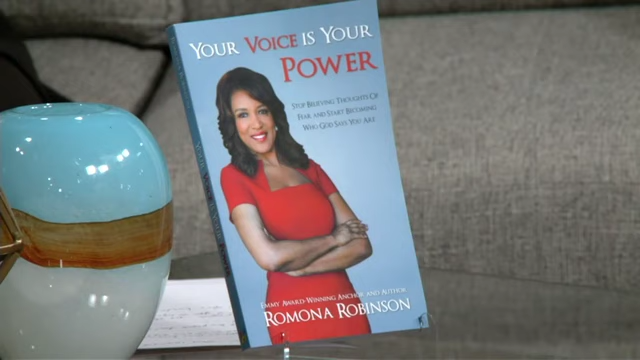 YOUR VOICE IS YOUR
POWER
STOP BELIEVING THOUGHTS OF
FEAR AND START BECOMING
WHO GOD SAYS YOU ARE
EMMY AWARD-WINNING ANCHOR AND AUTHOR
ROMONA ROBINSON